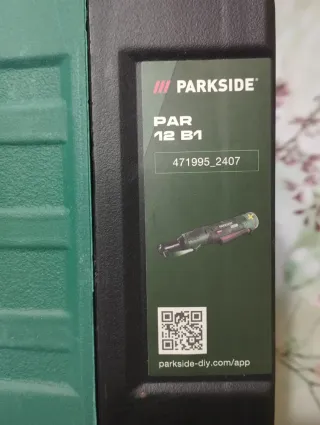 PARKSIDE®
PAR
12 B1
471995_2407
parkside-diy.com/app